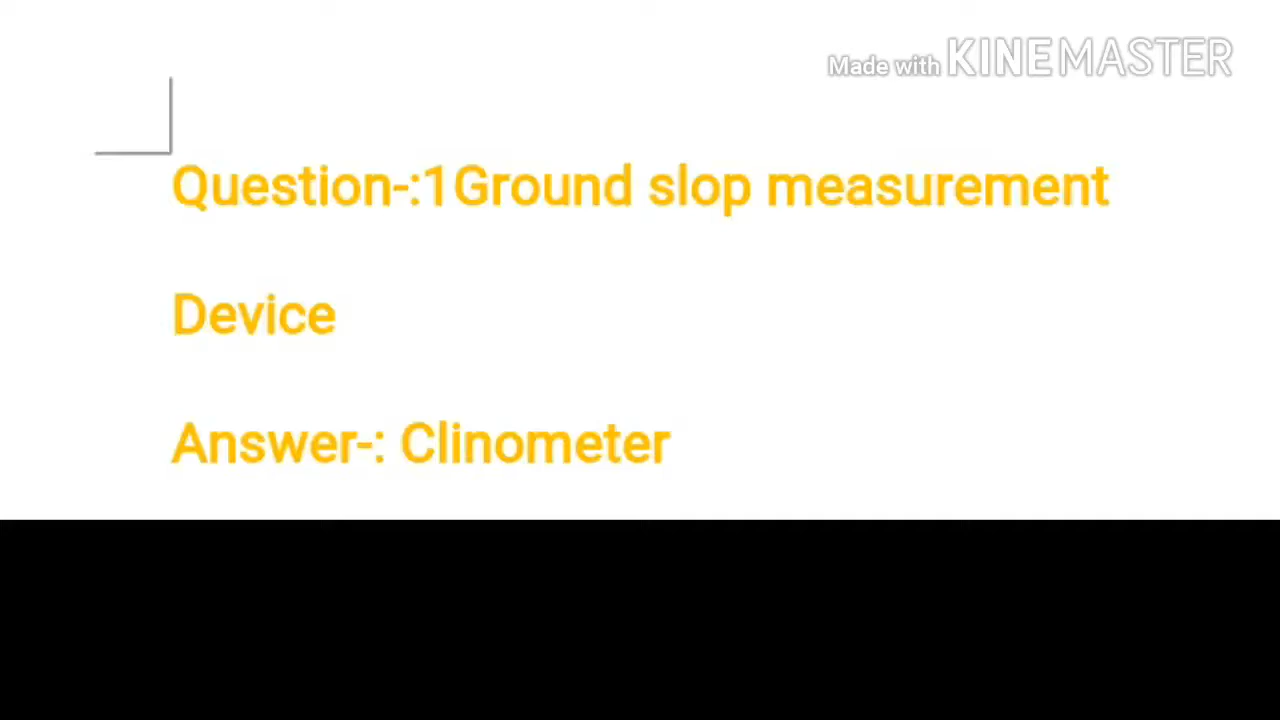 Made with KINEMASTER
Question-:1Ground slop measurement
Device
Answer-: Clinometer